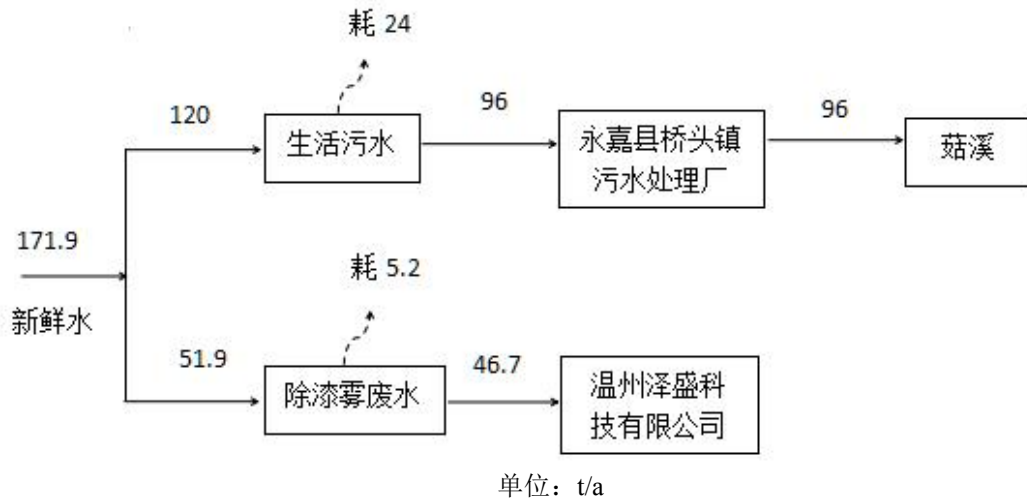 耗 24
120
生活污水
96
永嘉县桥头镇
污水处理厂
96
菇溪
171.9
新鲜水
耗 5.2
51.9
除漆雾废水
46.7
温州泽盛科
技有限公司
单位：t/a